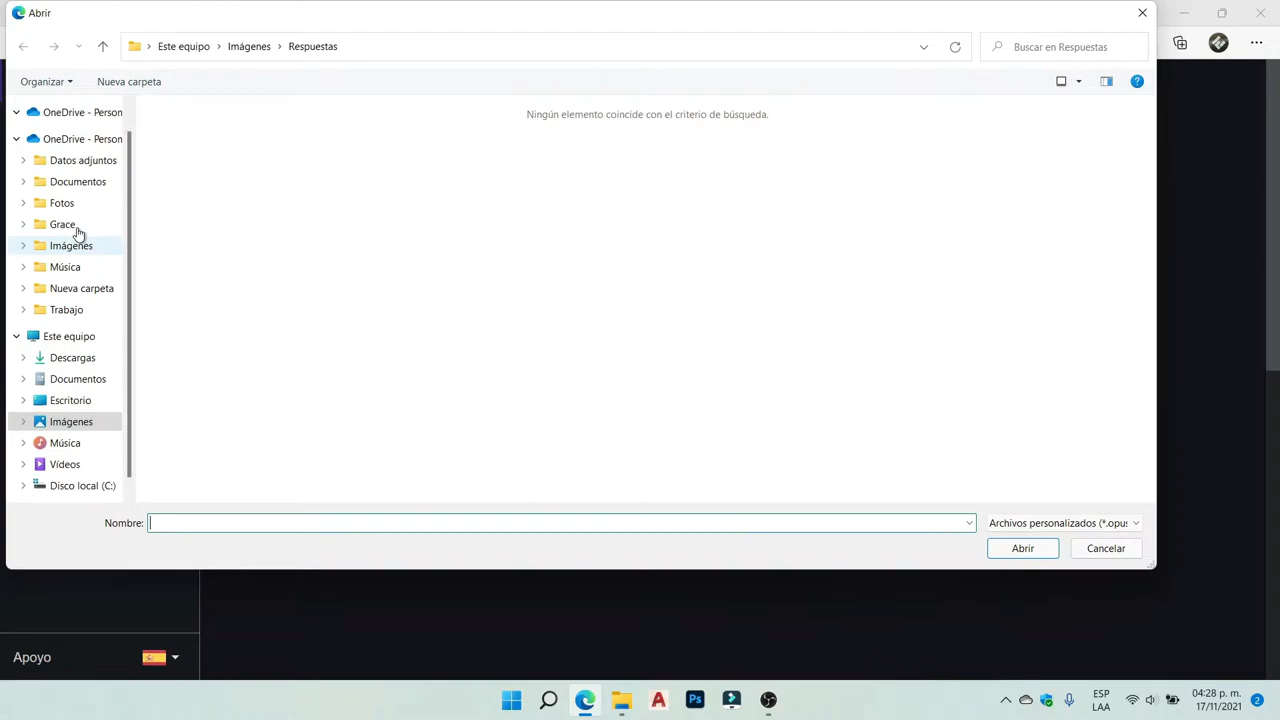 Abrir
Este equipo > Imágenes > Respuestas
Buscar en Respuestas
Organizar
Nueva carpeta
Ningún elemento coincide con el criterio de búsqueda.
OneDrive - Person
OneDrive - Person
Datos adjuntos
Documentos
Fotos
Grace
Imágenes
Música
Nueva carpeta
Trabajo
Este equipo
Descargas
Documentos
Escritorio
Imágenes
Música
Vídeos
Disco local (C:)
Nombre:
Archivos personalizados (*.opus
Abrir
Cancelar
Apoyo
Ps
ESP
LAA
04:28 p. m.
17/11/2021
2